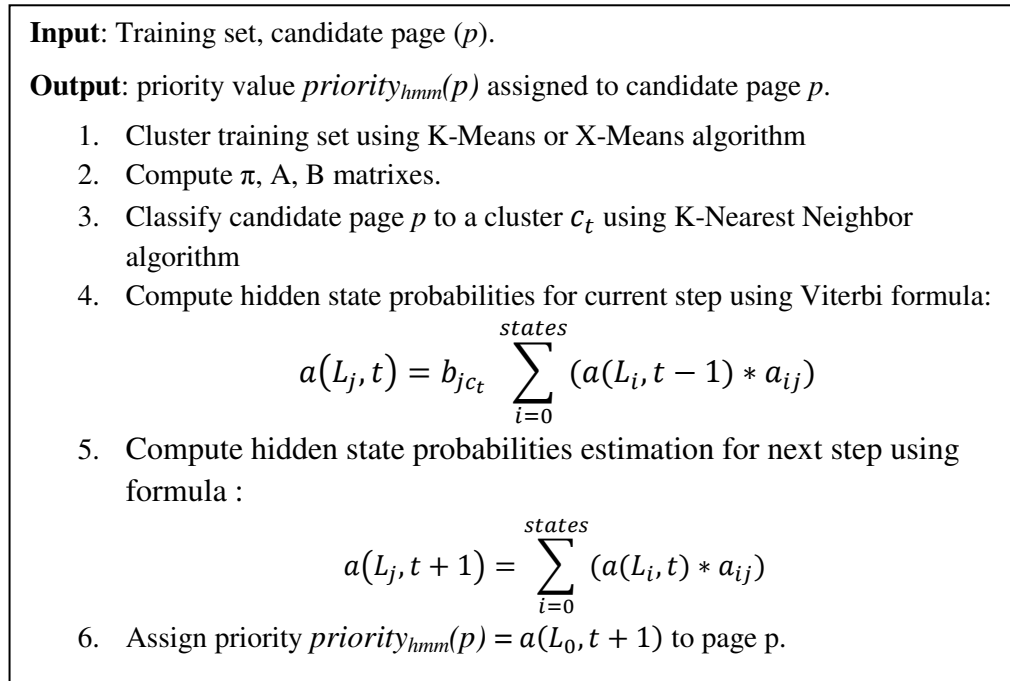 Input: Training set, candidate page (p).
Output: priority value priority_hmm(p) assigned to candidate page p.
1. Cluster training set using K-Means or X-Means algorithm
2. Compute π, A, B matrixes.
3. Classify candidate page p to a cluster c_t using K-Nearest Neighbor
algorithm
4. Compute hidden state probabilities for current step using Viterbi formula:
a(L_j, t) = b_{jc_t} ∑_{i=0}^{states} (a(L_i, t − 1) * a_{ij})
5. Compute hidden state probabilities estimation for next step using
formula :
a(L_j, t + 1) = ∑_{i=0}^{states} (a(L_i, t) * a_{ij})
6. Assign priority priority_hmm(p) = a(L_0, t + 1) to page p.